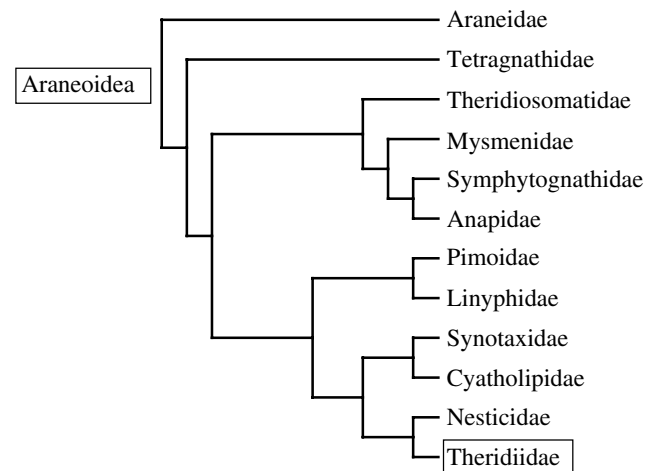 Araneidae
Tetragnathidae
Araneoidea
Theridiosomatidae
Mysmenidae
Symphytognathidae
Anapidae
Pimoidae
Linyphidae
Synotaxidae
Cyatholipidae
Nesticidae
Theridiidae